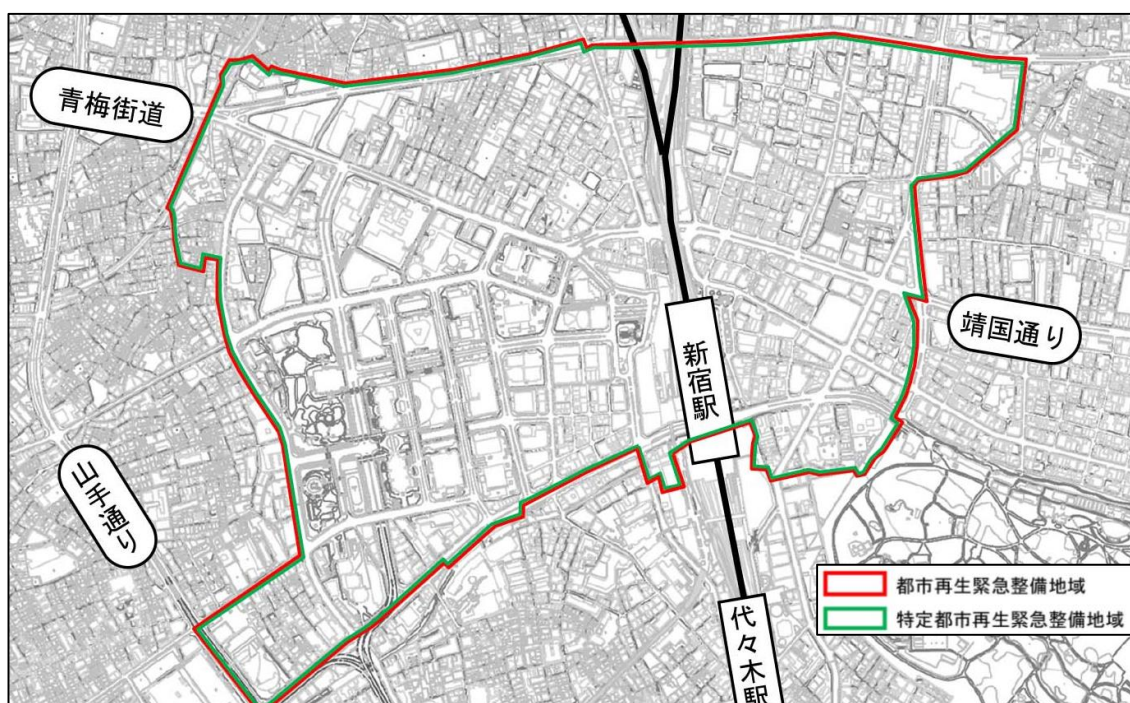 青梅街道
靖国通り
新宿駅
山手通り
都市再生緊急整備地域
特定都市再生緊急整備地域
代々木駅